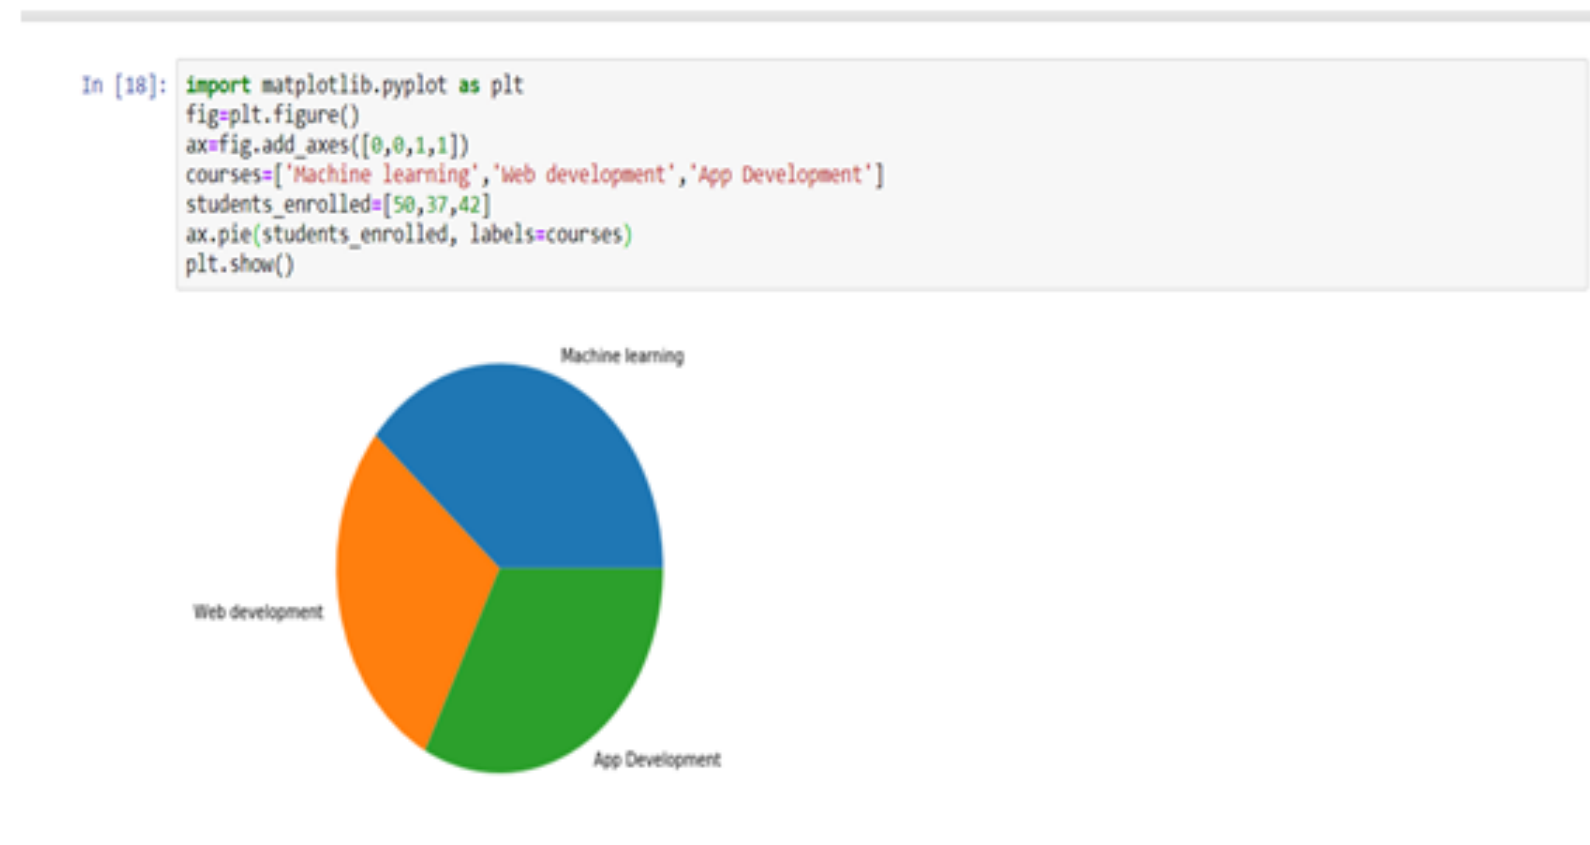 In [18]: import matplotlib.pyplot as plt
fig=plt.figure()
ax=fig.add_axes([0,0,1,1])
courses=['Machine learning','Web development','App Development']
students_enrolled=[50,37,42]
ax.pie(students_enrolled, labels=courses)
plt.show()
Machine learning
Web development
App Development